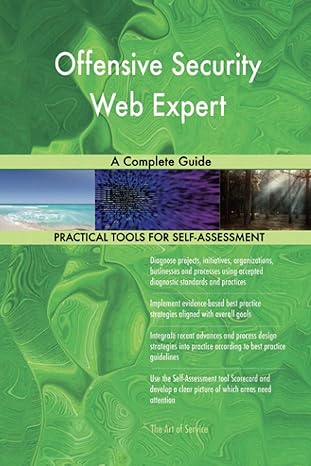 Offensive Security
Web Expert
A Complete Guide
PRACTICAL TOOLS FOR SELF-ASSESSMENT
Diagnose projects, initiatives, organizations,
businesses and processes using accepted
diagnostic standards and practices
Implement evidence-based best practice
strategies aligned with overall goals
Integrate recent advances and process design
strategies into practice according to best practice
guidelines
Use the Self-Assessment tool Scorecard and
develop a clear picture of which areas need
attention
The Art of Service